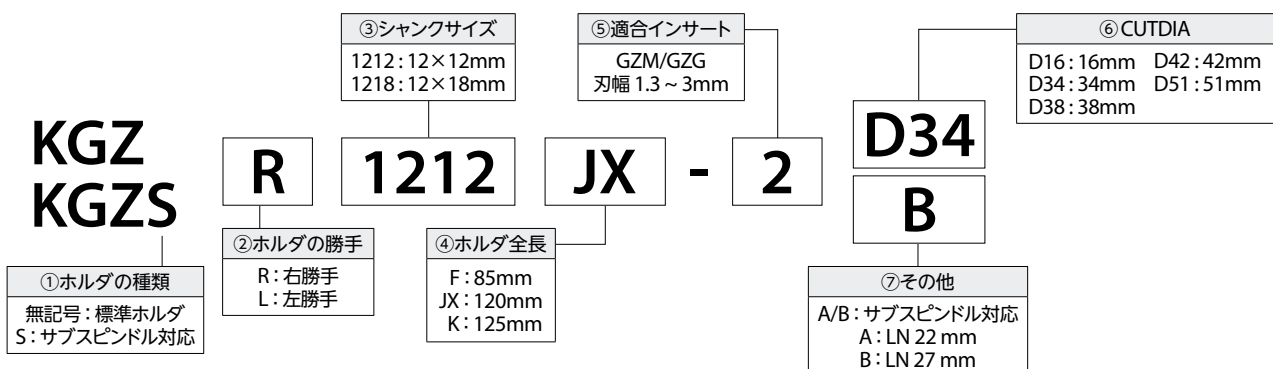 ③シャンクサイズ
1212:12×12mm
1218:12×18mm
⑤適合インサート
GZM/GZG
刃幅 1.3 ~ 3mm
⑥CUTDIA
D16:16mm D42:42mm
D34:34mm D51:51mm
D38:38mm
KGZ
KGZS
R
1212
JX
-
2
D34
B
①ホルダの種類
無記号:標準ホルダ
S:サブスピンドル対応
②ホルダの勝手
R:右勝手
L:左勝手
④ホルダ全長
F:85mm
JX:120mm
K:125mm
⑦その他
A/B:サブスピンドル対応
A:LN 22 mm
B:LN 27 mm